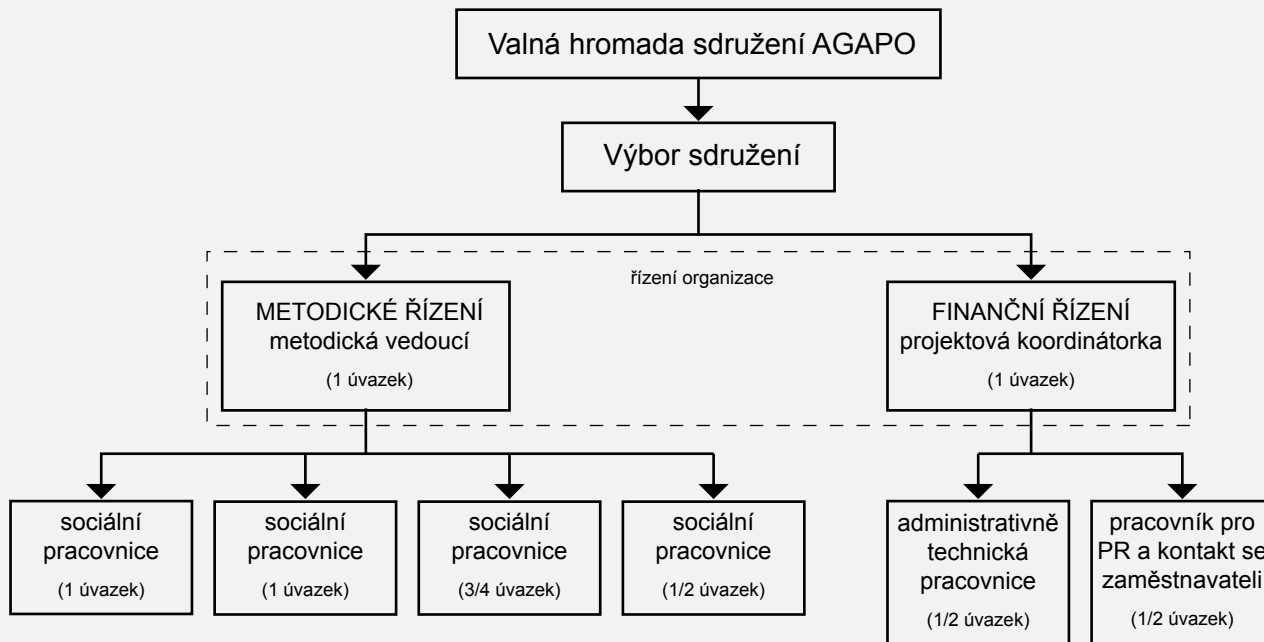 Valná hromada sdružení AGAPO
Výbor sdružení
řízení organizace
METODICKÉ ŘÍZENÍ
metodická vedoucí
(1 úvazek)
FINANČNÍ ŘÍZENÍ
projektová koordinátorka
(1 úvazek)
sociální
pracovnice
(1 úvazek)
sociální
pracovnice
(1 úvazek)
sociální
pracovnice
(3/4 úvazek)
sociální
pracovnice
(1/2 úvazek)
administrativně
technická
pracovnice
(1/2 úvazek)
pracovník pro
PR a kontakt se
zaměstnavateli
(1/2 úvazek)